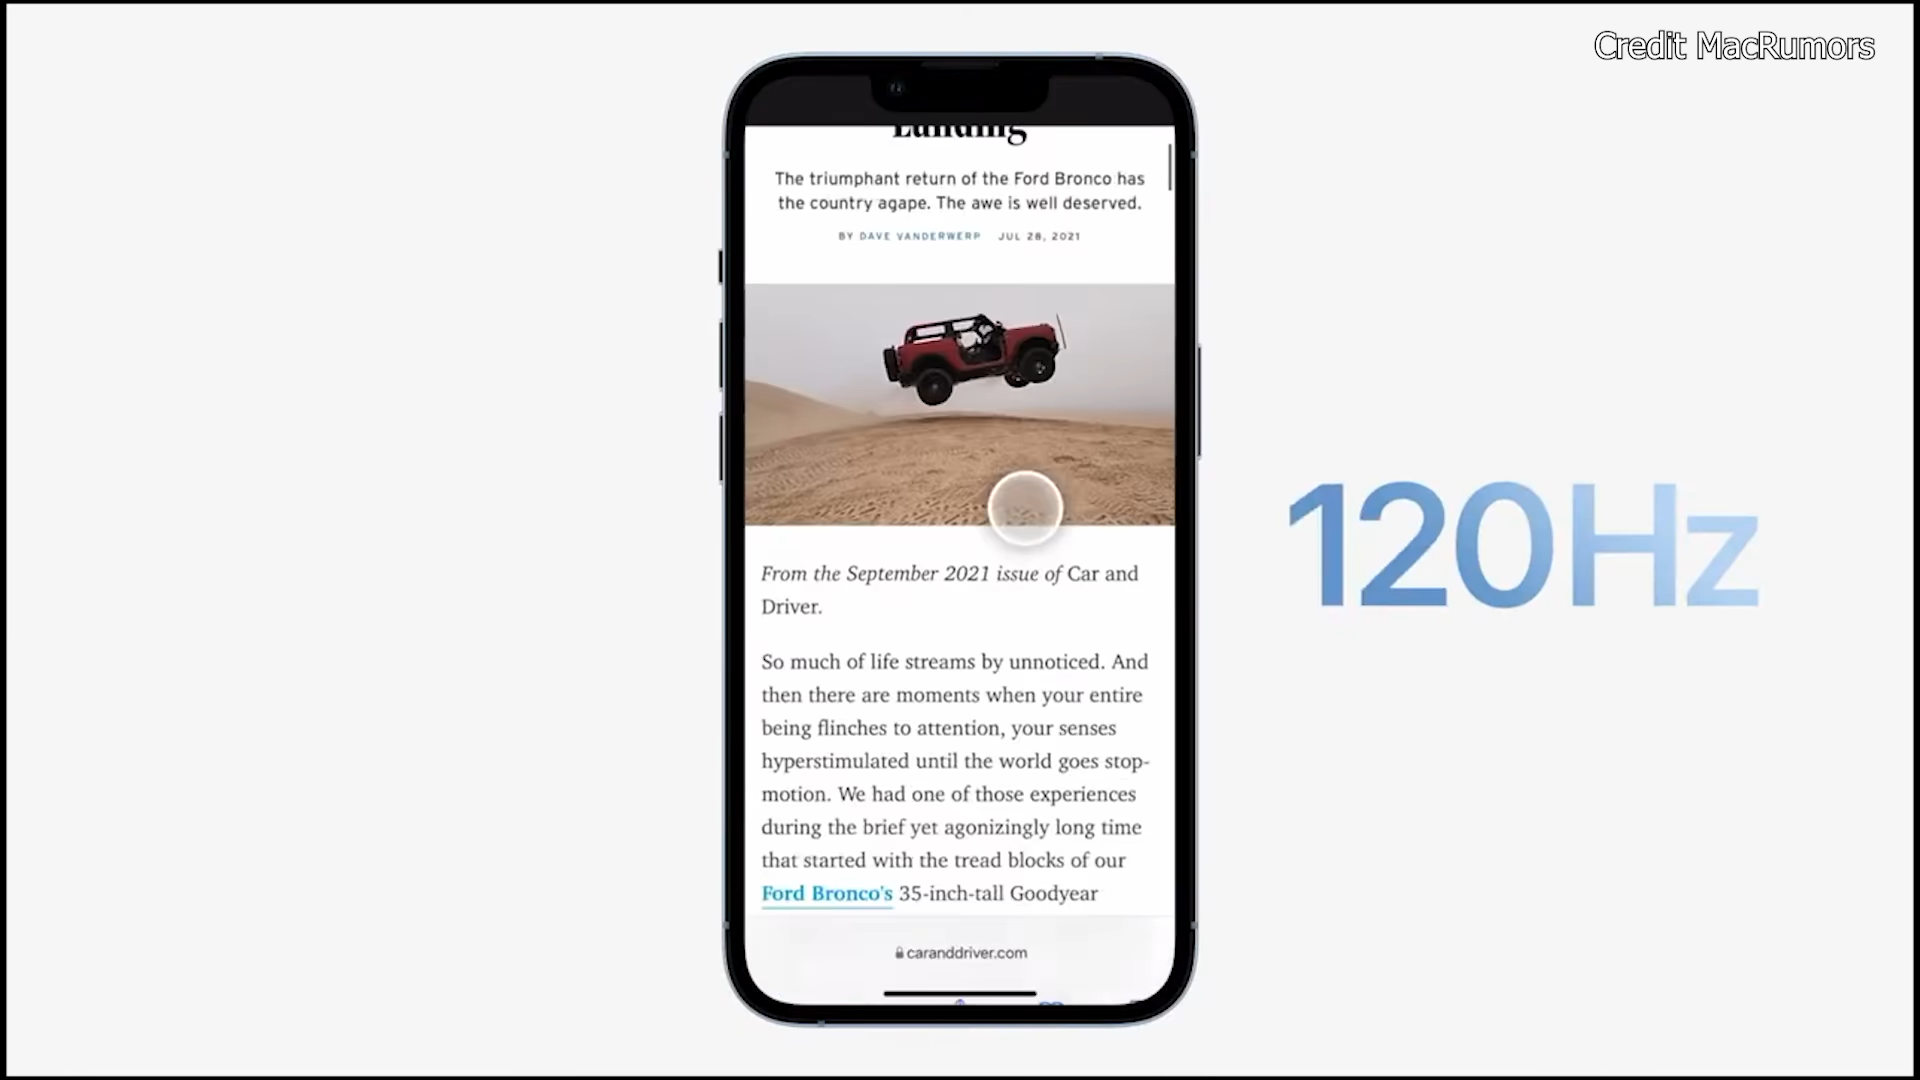 Credit MacRumors
Landing
The triumphant return of the Ford Bronco has
the country agape. The awe is well deserved.
BY DAVE VANDERWERP JUL 28, 2021
120Hz
From the September 2021 issue of Car and
Driver.
So much of life streams by unnoticed. And
then there are moments when your entire
being flinches to attention, your senses
hyperstimulated until the world goes stop-
motion. We had one of those experiences
during the brief yet agonizingly long time
that started with the tread blocks of our
Ford Bronco's 35-inch-tall Goodyear
caranddriver.com